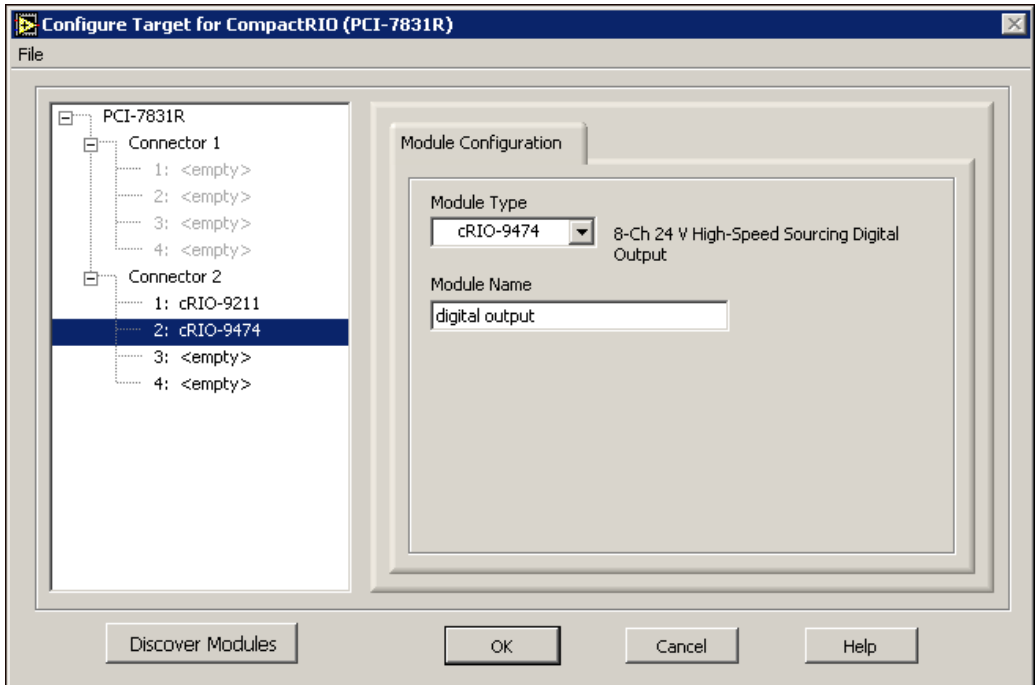 Configure Target for CompactRIO (PCI-7831R)
File
PCI-7831R
Connector 1
1: <empty>
2: <empty>
3: <empty>
4: <empty>
Connector 2
1: cRIO-9211
2: cRIO-9474
3: <empty>
4: <empty>
Module Configuration
Module Type
cRIO-9474
8-Ch 24 V High-Speed Sourcing Digital
Output
Module Name
digital output
Discover Modules
OK
Cancel
Help